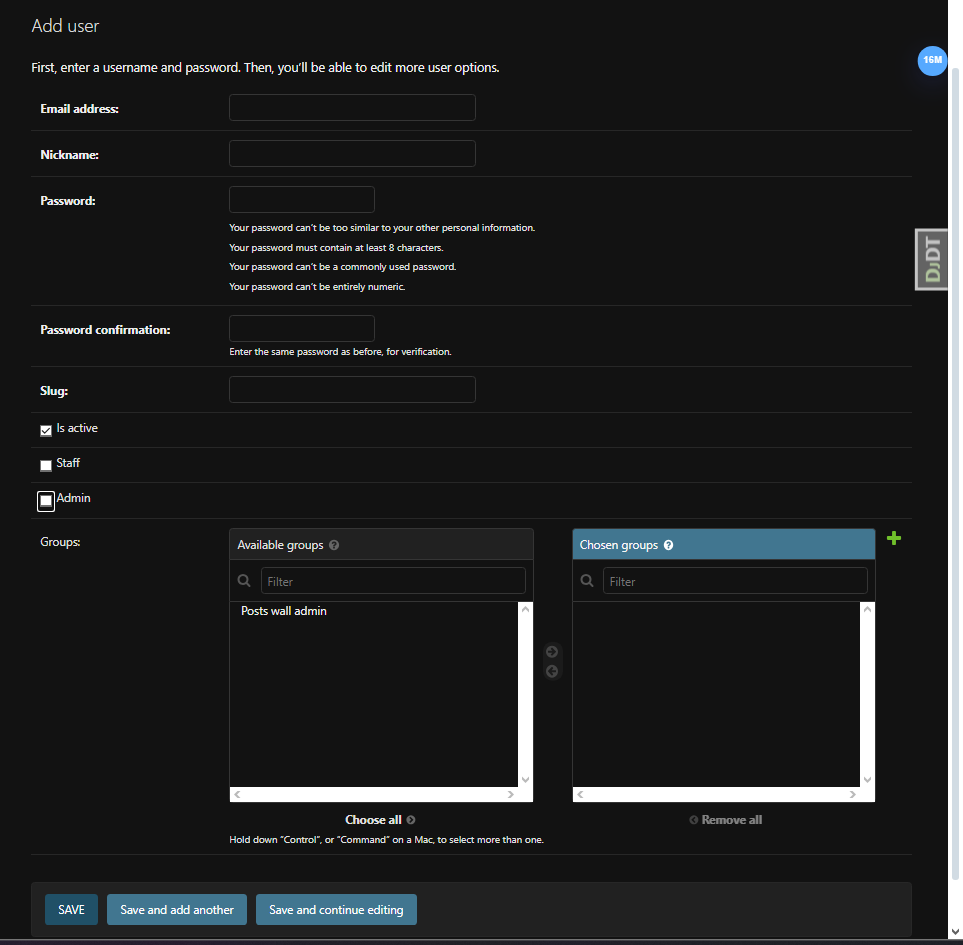 Add user
First, enter a username and password. Then, you'll be able to edit more user options.
16M
Email address:
Nickname:
Password:
Your password can't be too similar to your other personal information.
Your password must contain at least 8 characters.
Your password can't be a commonly used password.
Your password can't be entirely numeric.
DJDT
Password confirmation:
Enter the same password as before, for verification.
Slug:
Is active
Staff
Admin
Groups:
Available groups ?
Chosen groups ?
Filter
Filter
Posts wall admin
Choose all
Remove all
Hold down "Control", or "Command" on a Mac, to select more than one.
SAVE
Save and add another
Save and continue editing